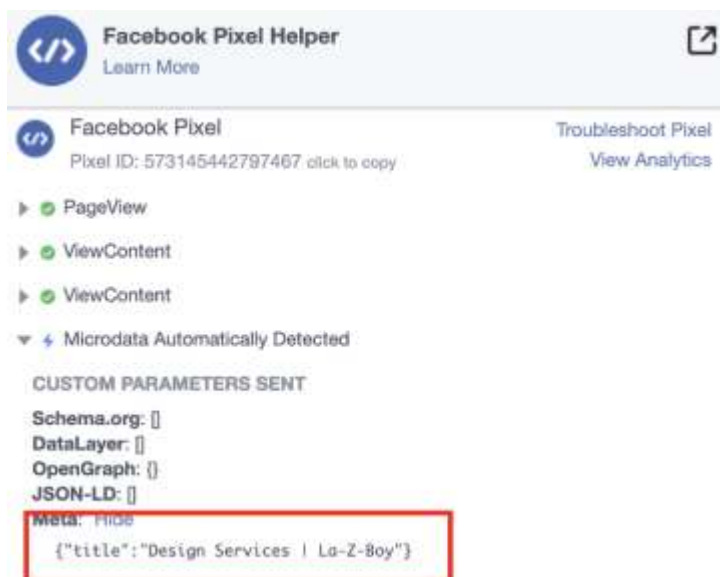 Facebook Pixel Helper
Learn More
Facebook Pixel
Troubleshoot Pixel
Pixel ID: 573145442797467 click to copy
View Analytics
PageView
ViewContent
ViewContent
Microdata Automatically Detected
CUSTOM PARAMETERS SENT
Schema.org: []
DataLayer: []
OpenGraph: {}
JSON-LD: []
Meta: Hide
{"title":"Design Services | La-Z-Boy"}